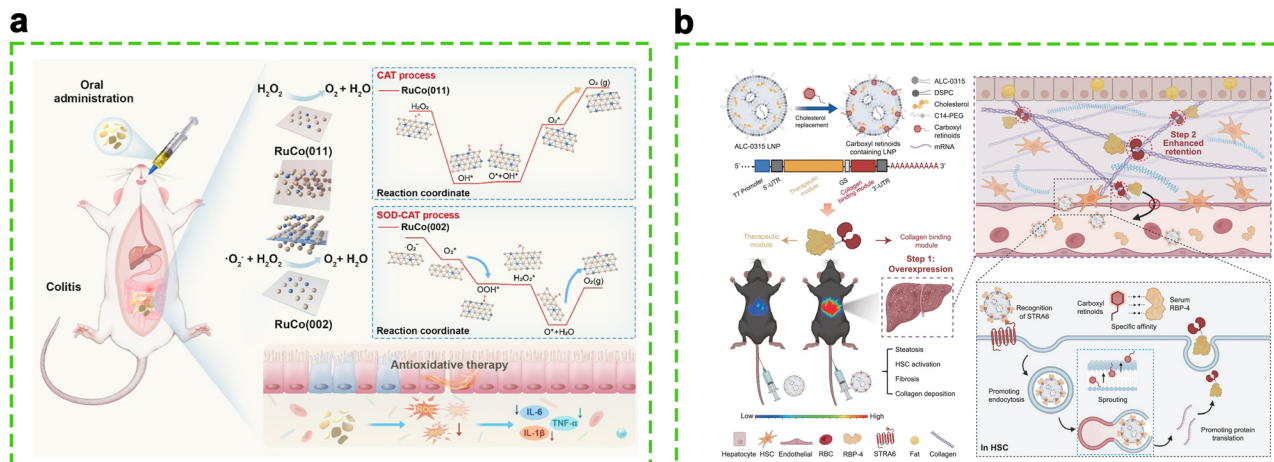 a
Oral
administration
Colitis
H₂O₂
O₂ + H₂O
RuCo(011)
·O₂⁻ + H₂O₂
O₂ + H₂O
RuCo(002)
CAT process
RuCo(011)
H₂O₂
OH*
O*+OH*
O₂*
O₂ (g)
Reaction coordinate
SOD-CAT process
RuCo(002)
·O₂⁻
O₂*
OOH*
H₂O₂*
O*+H₂O
O₂(g)
Reaction coordinate
Antioxidative therapy
ROS
IL-6
TNF-α
IL-1β
b
ALC-0315 LNP
Cholesterol
replacement
Carboxyl retinoids
containing LNP
ALC-0315
DSPC
Cholesterol
C14-PEG
Carboxyl
retinoids
mRNA
5'
AAAAAAAAAA 3'
T7 Promoter
5'-UTR
Therapeutic
module
GS
Collagen
binding module
3'-UTR
Therapeutic
module
Collagen binding
module
Step 1:
Overexpression
Steatosis
HSC activation
Fibrosis
Collagen deposition
Low
High
Hepatocyte
HSC
Endothelial
RBC
RBP-4
STRA6
Fat
Collagen
Step 2
Enhanced
retention
Recognition
of STRA6
Carboxyl
retinoids
Serum
RBP-4
Specific affinity
Promoting
endocytosis
Sprouting
Promoting protein
translation
In HSC